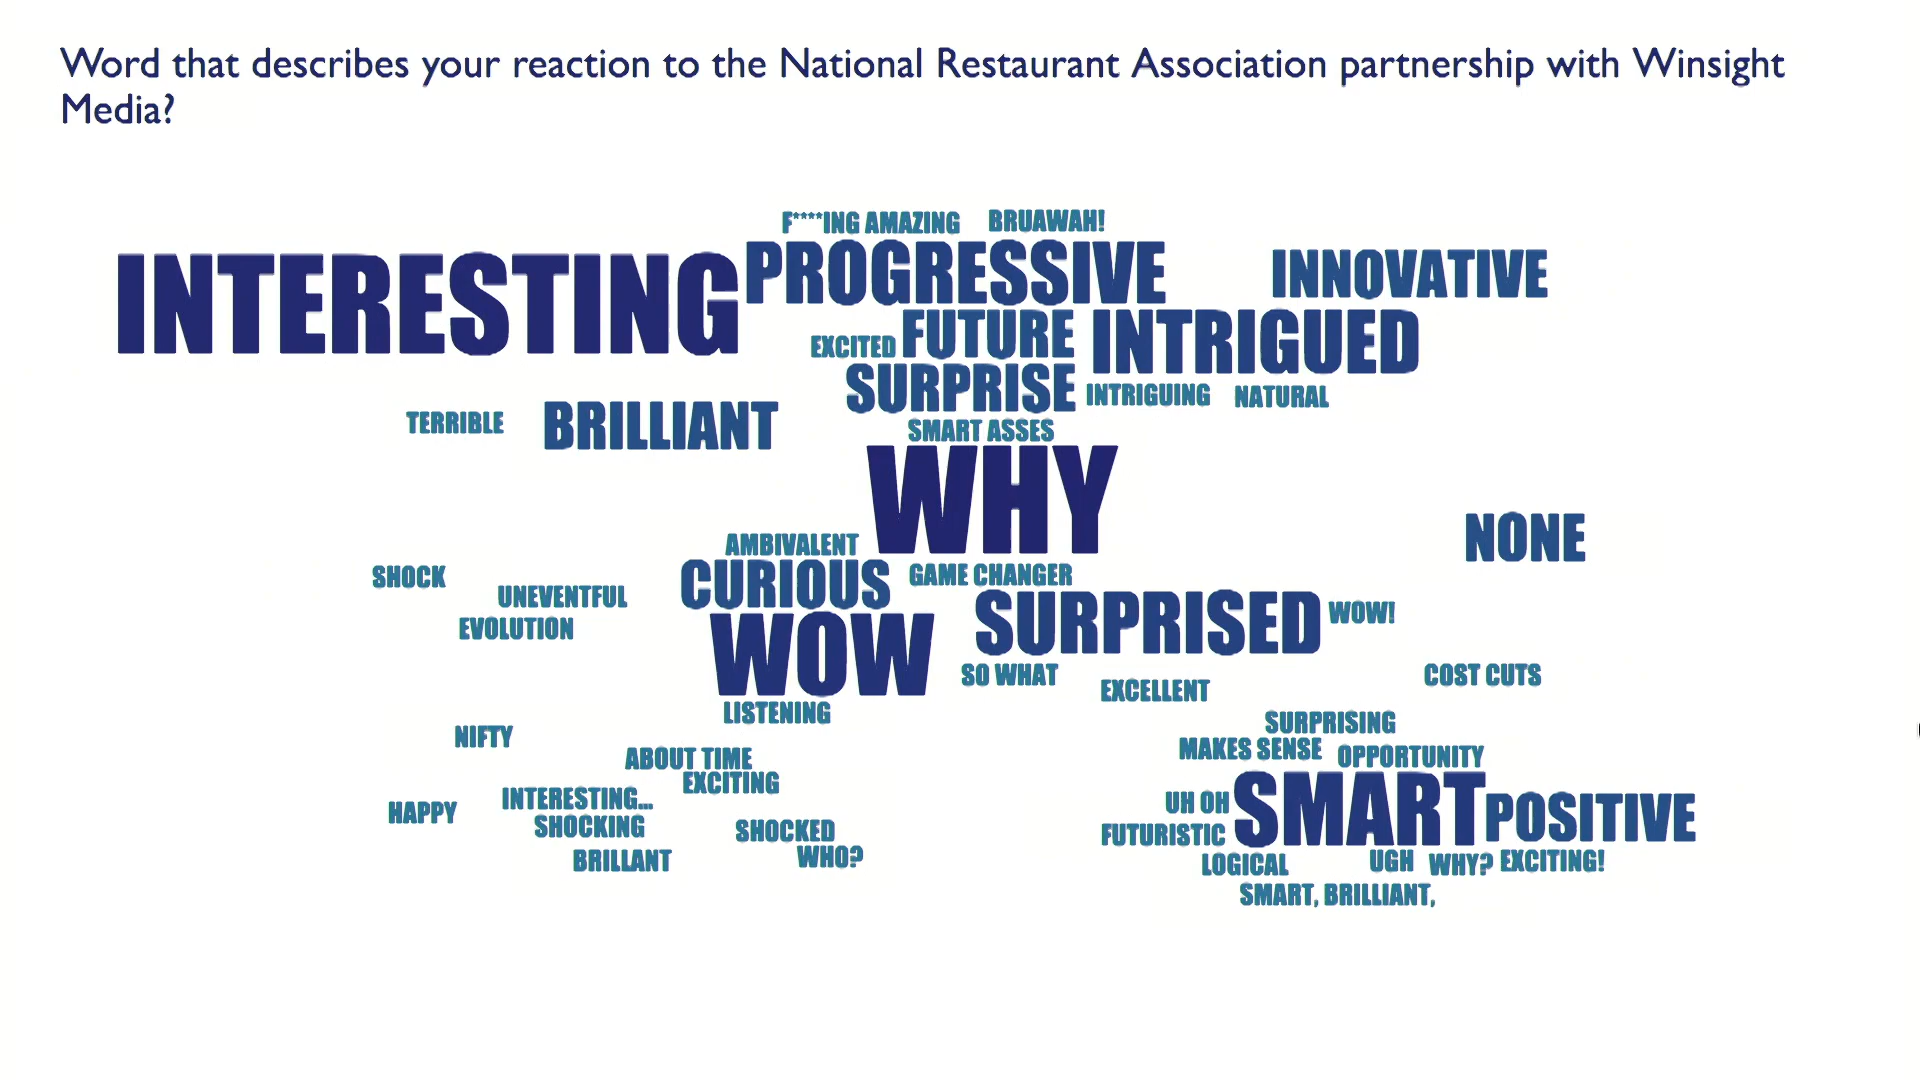 Word that describes your reaction to the National Restaurant Association partnership with Winsight
Media?
F****ING AMAZING
BRUAWAH!
INTERESTING
PROGRESSIVE
INNOVATIVE
EXCITED
FUTURE
INTRIGUED
SURPRISE
INTRIGUING
NATURAL
TERRIBLE
BRILLIANT
SMART ASSES
WHY
NONE
AMBIVALENT
SHOCK
UNEVENTFUL
CURIOUS
GAME CHANGER
EVOLUTION
WOW
SURPRISED
WOW!
SO WHAT
EXCELLENT
COST CUTS
LISTENING
SURPRISING
NIFTY
ABOUT TIME
MAKES SENSE
OPPORTUNITY
EXCITING
INTERESTING...
HAPPY
SHOCKING
SHOCKED
UH OH
SMART
POSITIVE
FUTURISTIC
BRILLANT
WHO?
LOGICAL
UGH
WHY?
EXCITING!
SMART, BRILLIANT,